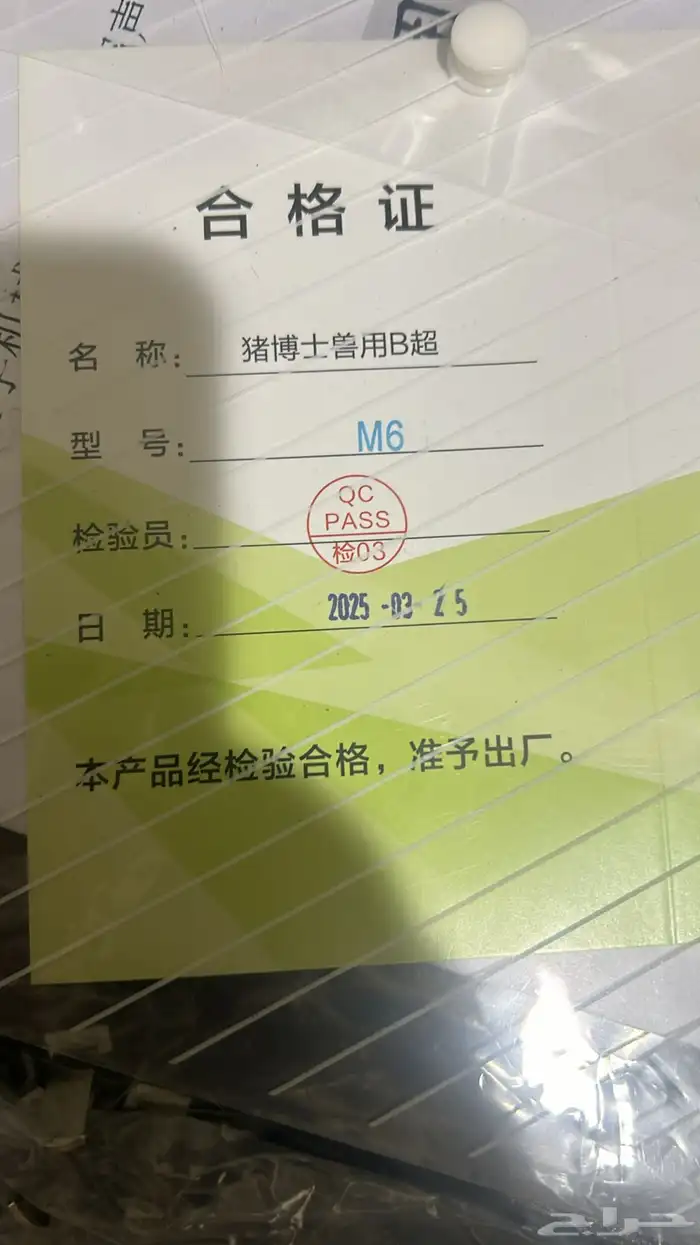 合格证
名 称：猪博士兽用B超
型 号：M6
检验员：
QC
PASS
检03
日 期：2025-03-25
本产品经检验合格，准予出厂。
حراج